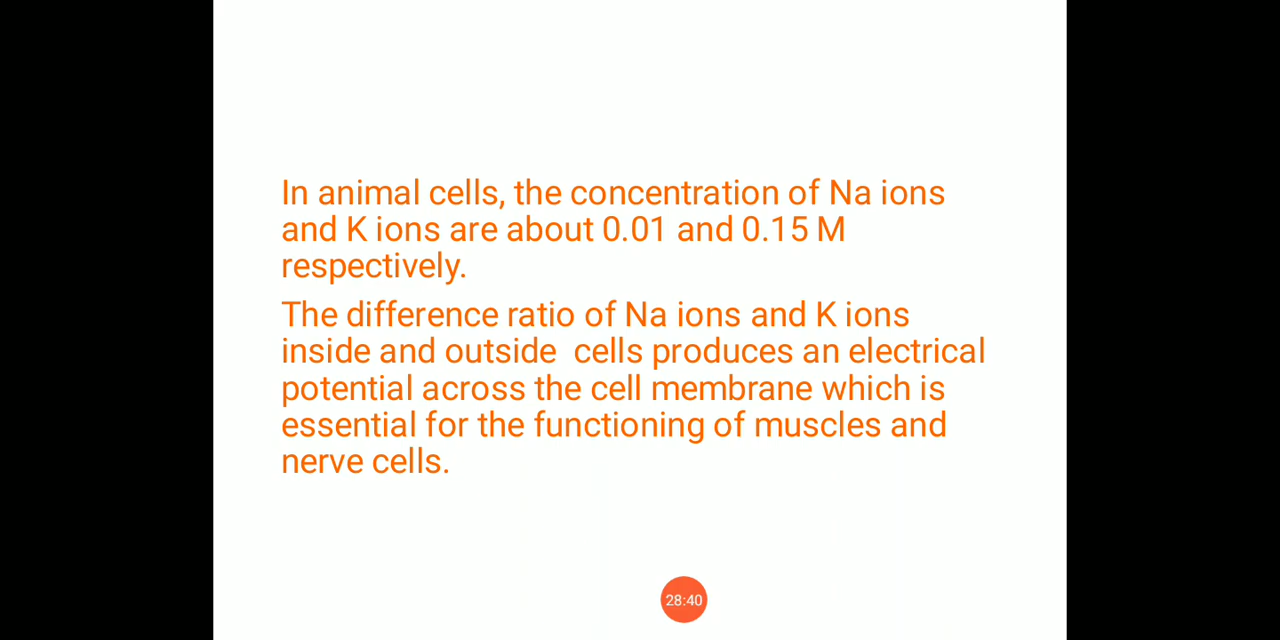 In animal cells, the concentration of Na ions
and K ions are about 0.01 and 0.15 M
respectively.
The difference ratio of Na ions and K ions
inside and outside  cells produces an electrical
potential across the cell membrane which is
essential for the functioning of muscles and
nerve cells.
28:40